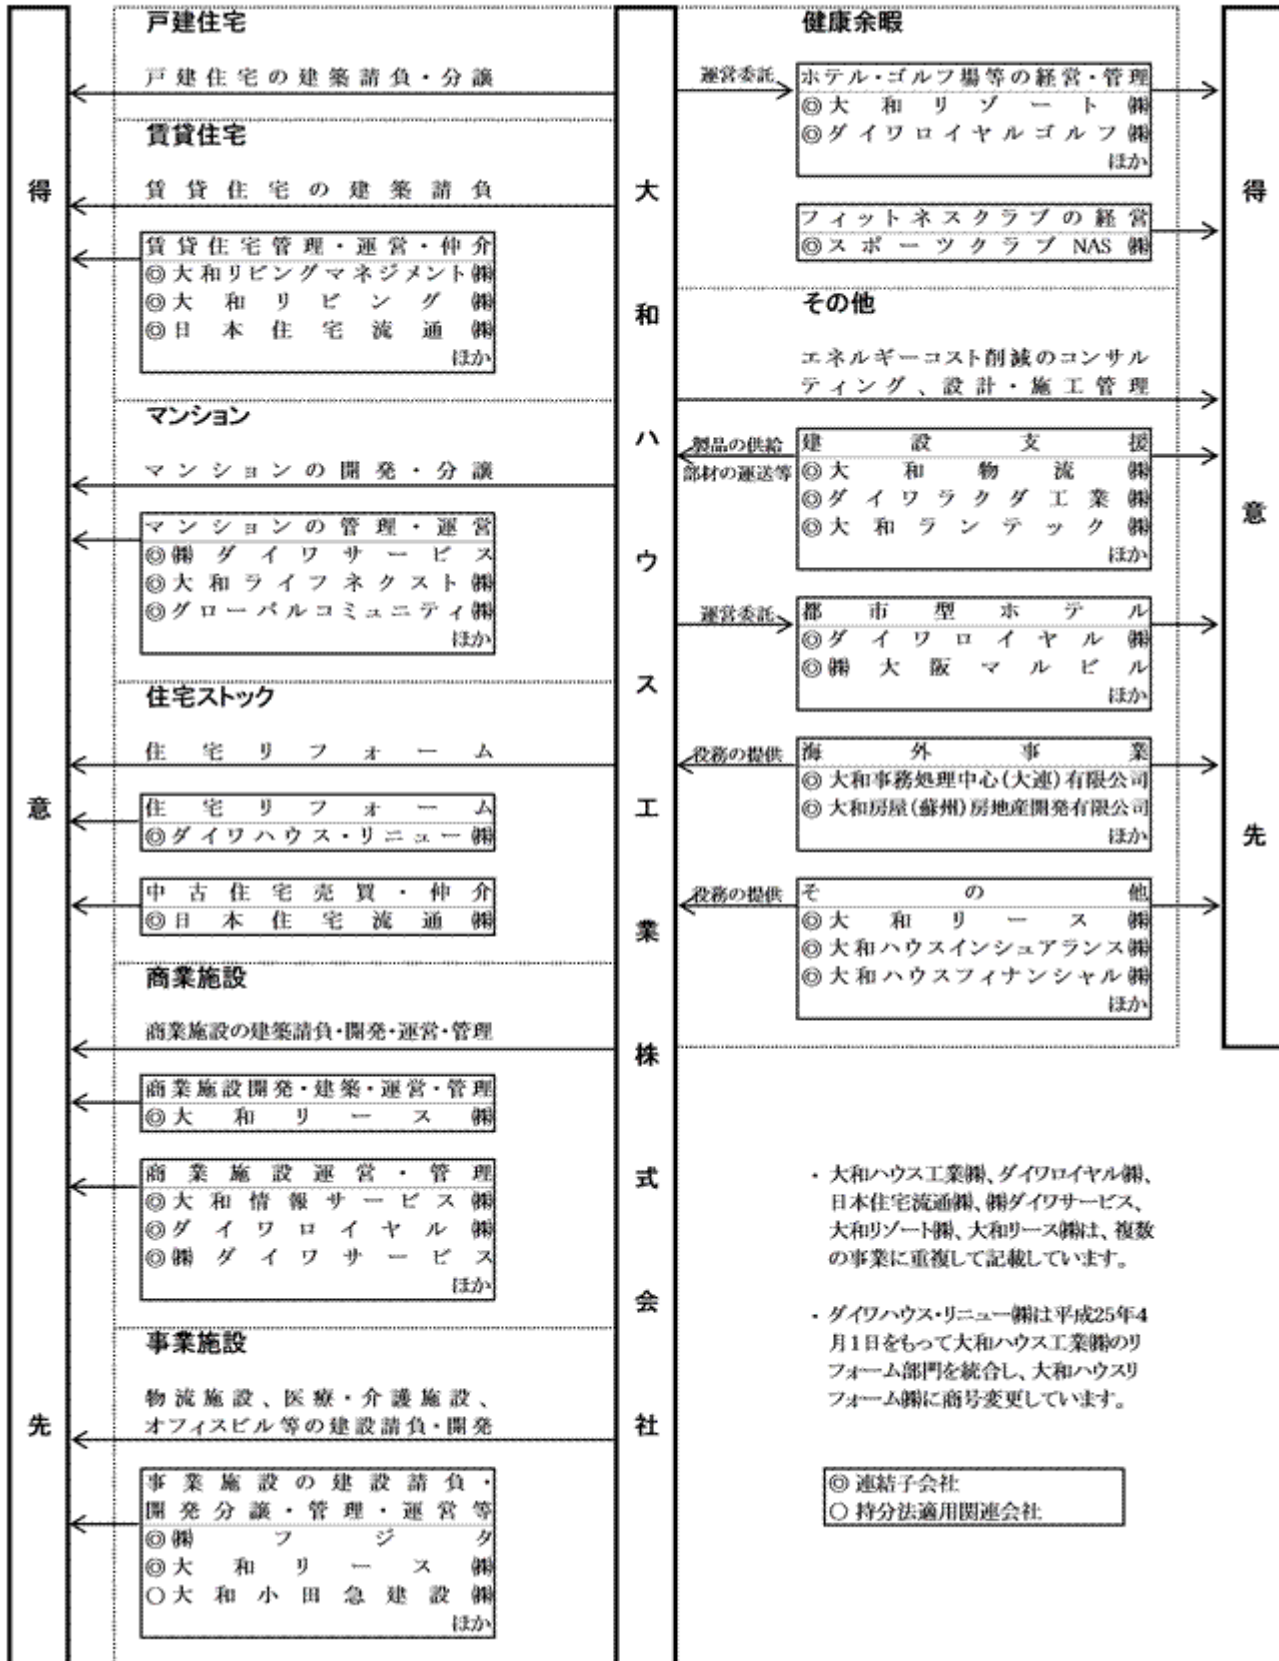 得意先
戸建住宅
戸建住宅の建築請負・分譲
賃貸住宅
賃貸住宅の建築請負
賃貸住宅管理・運営・仲介
◎大和リビングマネジメント㈱
◎大和リビング㈱
◎日本住宅流通㈱
ほか
マンション
マンションの開発・分譲
マンションの管理・運営
◎㈱ダイワサービス
◎大和ライフネクスト㈱
◎グローバルコミュニティ㈱
ほか
住宅ストック
住宅リフォーム
住宅リフォーム
◎ダイワハウス・リニュー㈱
中古住宅売買・仲介
◎日本住宅流通㈱
商業施設
商業施設の建築請負・開発・運営・管理
商業施設開発・建築・運営・管理
◎大和リース㈱
商業施設運営・管理
◎大和情報サービス㈱
◎ダイワロイヤル㈱
◎㈱ダイワサービス
ほか
事業施設
物流施設、医療・介護施設、
オフィスビル等の建設請負・開発
事業施設の建設請負・
開発分譲・管理・運営等
◎㈱フジタ
◎大和リース㈱
○大和小田急建設㈱
ほか
大和ハウス工業株式会社
健康余暇
運営委託
ホテル・ゴルフ場等の経営・管理
◎大和リゾート㈱
◎ダイワロイヤルゴルフ㈱
ほか
フィットネスクラブの経営
◎スポーツクラブNAS㈱
その他
エネルギーコスト削減のコンサル
ティング、設計・施工管理
製品の供給
部材の運送等
建設支援
◎大和物流㈱
◎ダイワラクダ工業㈱
◎大和ランテック㈱
ほか
運営委託
都市型ホテル
◎ダイワロイヤル㈱
◎㈱大阪マルビル
ほか
役務の提供
海外事業
◎大和事務処理中心(大連)有限公司
◎大和房屋(蘇州)房地産開発有限公司
ほか
役務の提供
その他
◎大和リース㈱
◎大和ハウスインシュアランス㈱
◎大和ハウスフィナンシャル㈱
ほか
得意先
・大和ハウス工業㈱、ダイワロイヤル㈱、
日本住宅流通㈱、㈱ダイワサービス、
大和リゾート㈱、大和リース㈱は、複数
の事業に重複して記載しています。
・ダイワハウス・リニュー㈱は平成25年4
月1日をもって大和ハウス工業㈱のリ
フォーム部門を統合し、大和ハウスリ
フォーム㈱に商号変更しています。
◎ 連結子会社
○ 持分法適用関連会社